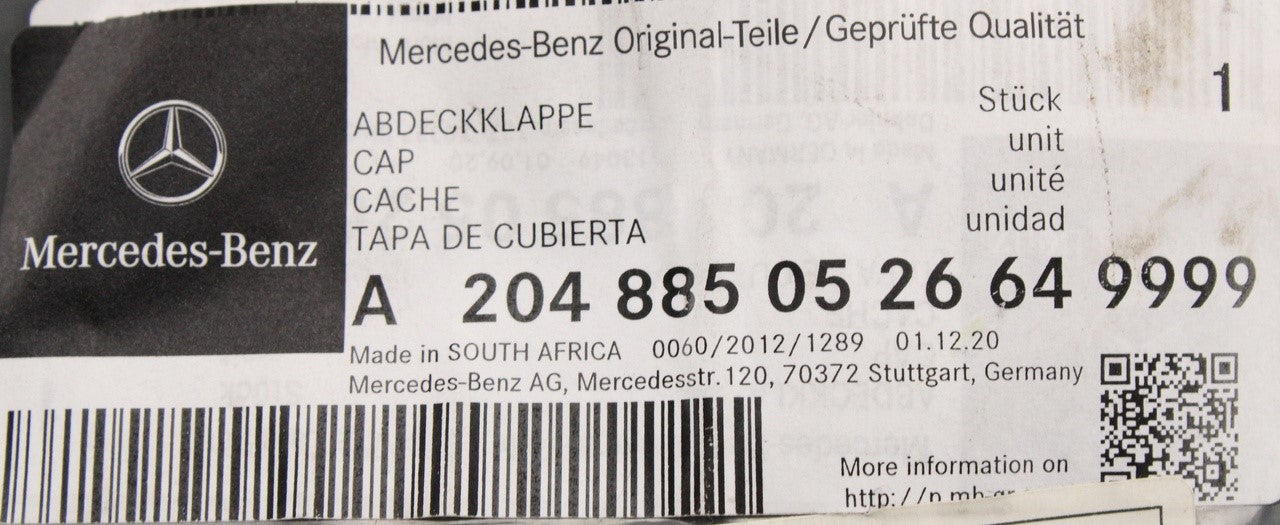 Mercedes-Benz
Mercedes-Benz Original-Teile/Geprüfte Qualität
ABDECKKLAPPE
CAP
CACHE
TAPA DE CUBIERTA
Stück
unit
unité
unidad
1
A 204 885 05 26 64 9999
Made in SOUTH AFRICA 0060/2012/1289 01.12.20
Mercedes-Benz AG, Mercedesstr.120, 70372 Stuttgart, Germany
More information on